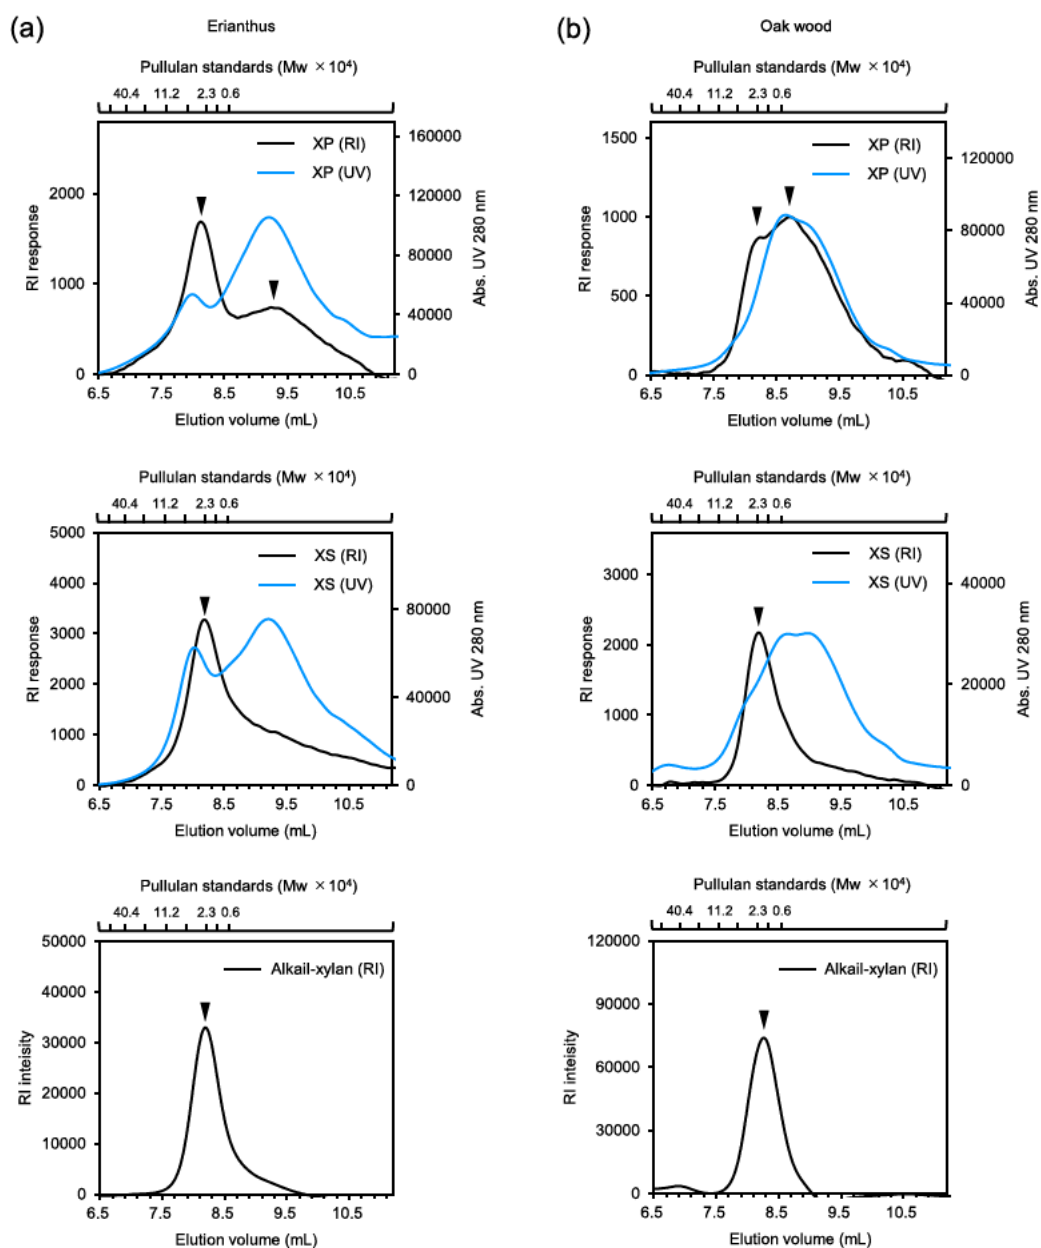 (a)
Erianthus
Pullulan standards (Mw × 10⁴)
40.4 11.2 2.3 0.6
XP (RI)
XP (UV)
2000
1000
0
RI response
160000
120000
80000
40000
0
Abs. UV 280 nm
6.5 7.5 8.5 9.5 10.5
Elution volume (mL)
(b)
Oak wood
Pullulan standards (Mw × 10⁴)
40.4 11.2 2.3 0.6
XP (RI)
XP (UV)
1500
1000
500
0
RI response
120000
80000
40000
0
Abs. UV 280 nm
6.5 7.5 8.5 9.5 10.5
Elution volume (mL)
Pullulan standards (Mw × 10⁴)
40.4 11.2 2.3 0.6
XS (RI)
XS (UV)
5000
4000
3000
2000
1000
0
RI response
80000
40000
0
Abs. UV 280 nm
6.5 7.5 8.5 9.5 10.5
Elution volume (mL)
Pullulan standards (Mw × 10⁴)
40.4 11.2 2.3 0.6
XS (RI)
XS (UV)
3000
2000
1000
0
RI response
40000
20000
0
Abs. UV 280 nm
6.5 7.5 8.5 9.5 10.5
Elution volume (mL)
Pullulan standards (Mw × 10⁴)
40.4 11.2 2.3 0.6
Alkail-xylan (RI)
50000
40000
30000
20000
10000
0
RI inteisity
6.5 7.5 8.5 9.5 10.5
Elution volume (mL)
Pullulan standards (Mw × 10⁴)
40.4 11.2 2.3 0.6
Alkail-xylan (RI)
120000
90000
60000
30000
0
RI inteisity
6.5 7.5 8.5 9.5 10.5
Elution volume (mL)